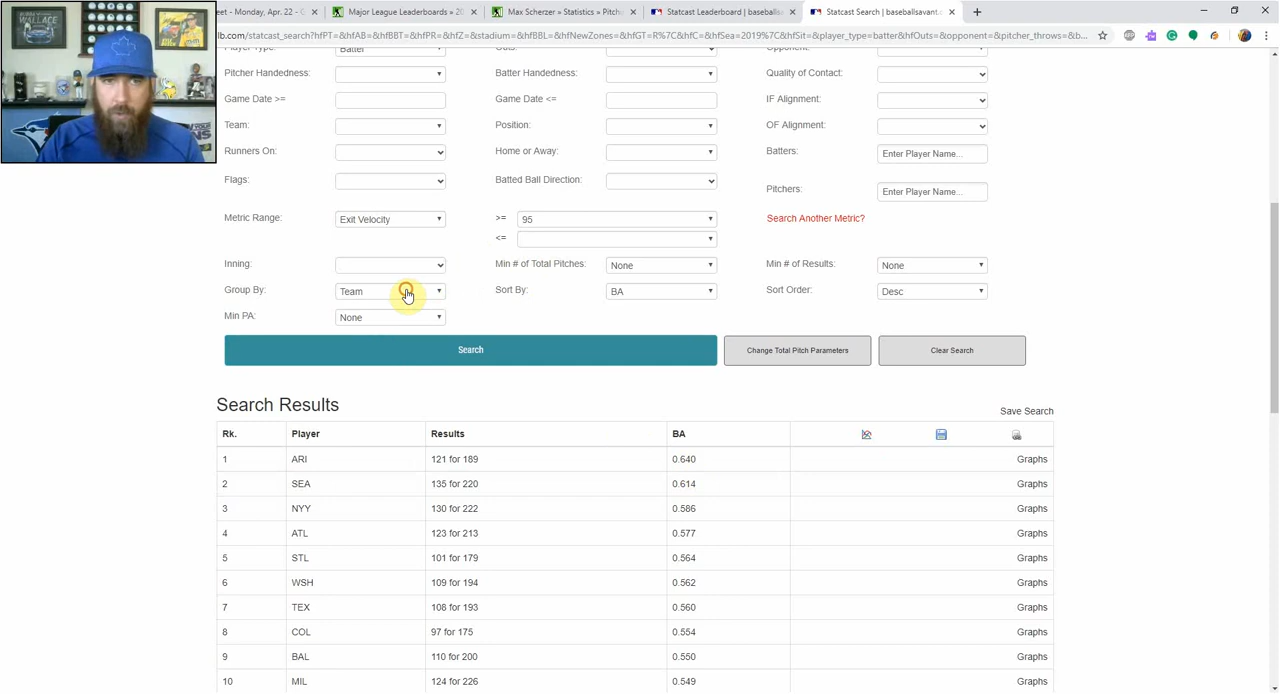 eet - Monday, Apr. 22 - G
Major League Leaderboards » 20
Max Scherzer » Statistics » Pitch
Statcast Leaderboard | baseballs
Statcast Search | baseballsavant.c
lb.com/statcast_search?hfPT=&hfAB=&hfBBT=&hfPR=&hfZ=&stadium=&hfBBL=&hfNewZones=&hfGT=R%7C&hfC=&hfSea=2019%7C&hfSit=&player_type=batter&hfOuts=&opponent=&pitcher_throws=&b...
Player Type: Batter Outs: Opponent:
Pitcher Handedness: Batter Handedness: Quality of Contact:
Game Date >= Game Date <= IF Alignment:
Team: Position: OF Alignment:
Runners On: Home or Away: Batters: Enter Player Name...
Flags: Batted Ball Direction:
Pitchers: Enter Player Name...
Metric Range: Exit Velocity >= 95 Search Another Metric?
<=
Inning: Min # of Total Pitches: None Min # of Results: None
Group By: Team Sort By: BA Sort Order: Desc
Min PA: None
Search Change Total Pitch Parameters Clear Search
Search Results
Save Search
Rk. Player Results BA
1 ARI 121 for 189 0.640 Graphs
2 SEA 135 for 220 0.614 Graphs
3 NYY 130 for 222 0.586 Graphs
4 ATL 123 for 213 0.577 Graphs
5 STL 101 for 179 0.564 Graphs
6 WSH 109 for 194 0.562 Graphs
7 TEX 108 for 193 0.560 Graphs
8 COL 97 for 175 0.554 Graphs
9 BAL 110 for 200 0.550 Graphs
10 MIL 124 for 226 0.549 Graphs